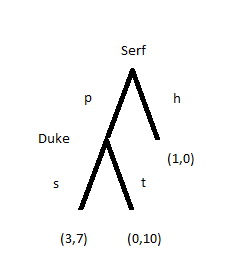 Serf
p h
Duke
(1,0)
s t
(3,7) (0,10)